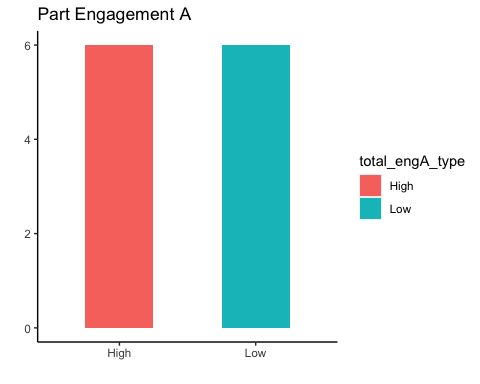 Part Engagement A
6
4
2
0
High
Low
total_engA_type
High
Low